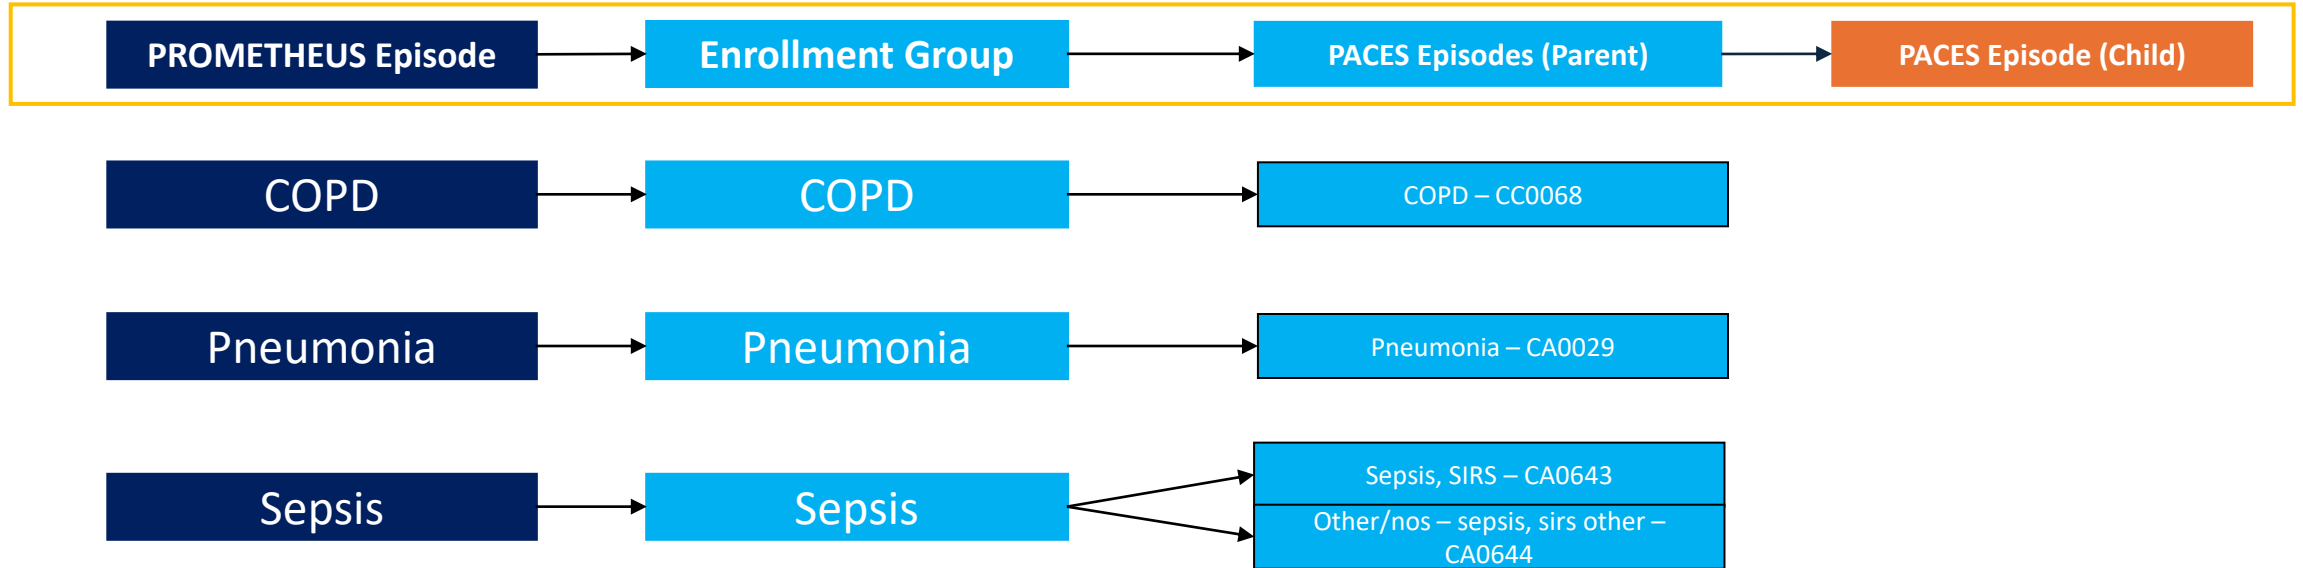 PROMETHEUS Episode
Enrollment Group
PACES Episodes (Parent)
PACES Episode (Child)
COPD
COPD
COPD – CC0068
Pneumonia
Pneumonia
Pneumonia – CA0029
Sepsis
Sepsis
Sepsis, SIRS – CA0643
Other/nos – sepsis, sirs other –
CA0644